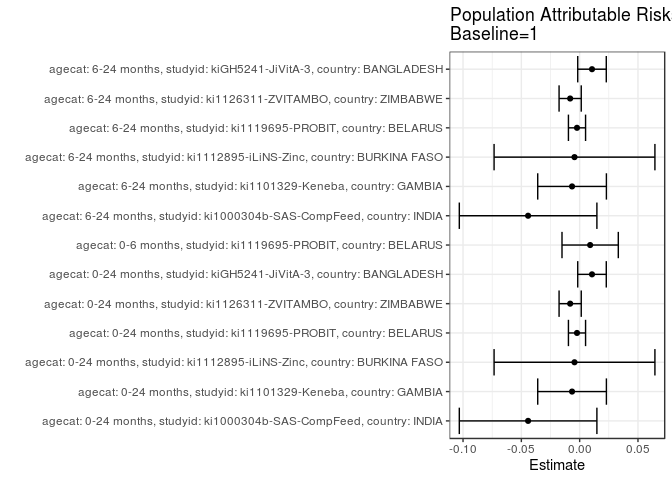 Population Attributable Risk
Baseline=1
agecat: 6-24 months, studyid: kiGH5241-JiVitA-3, country: BANGLADESH
agecat: 6-24 months, studyid: ki1126311-ZVITAMBO, country: ZIMBABWE
agecat: 6-24 months, studyid: ki1119695-PROBIT, country: BELARUS
agecat: 6-24 months, studyid: ki1112895-iLiNS-Zinc, country: BURKINA FASO
agecat: 6-24 months, studyid: ki1101329-Keneba, country: GAMBIA
agecat: 6-24 months, studyid: ki1000304b-SAS-CompFeed, country: INDIA
agecat: 0-6 months, studyid: ki1119695-PROBIT, country: BELARUS
agecat: 0-24 months, studyid: kiGH5241-JiVitA-3, country: BANGLADESH
agecat: 0-24 months, studyid: ki1126311-ZVITAMBO, country: ZIMBABWE
agecat: 0-24 months, studyid: ki1119695-PROBIT, country: BELARUS
agecat: 0-24 months, studyid: ki1112895-iLiNS-Zinc, country: BURKINA FASO
agecat: 0-24 months, studyid: ki1101329-Keneba, country: GAMBIA
agecat: 0-24 months, studyid: ki1000304b-SAS-CompFeed, country: INDIA
-0.10 -0.05 0.00 0.05
Estimate